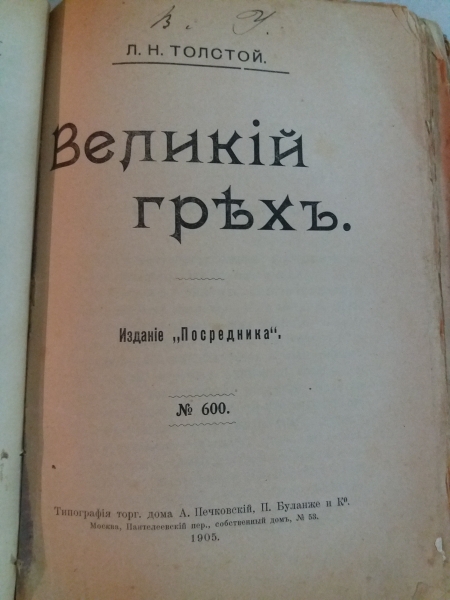 В. У.
Л. Н. ТОЛСТОЙ.
Великій
грѣхъ.
Изданіе „Посредника“.
№ 600.
Типографія торг. дома А. Печковскій, П. Буланже и Кº.
Москва, Пантелеевскій пер., собственный домъ, № 53.
1905.